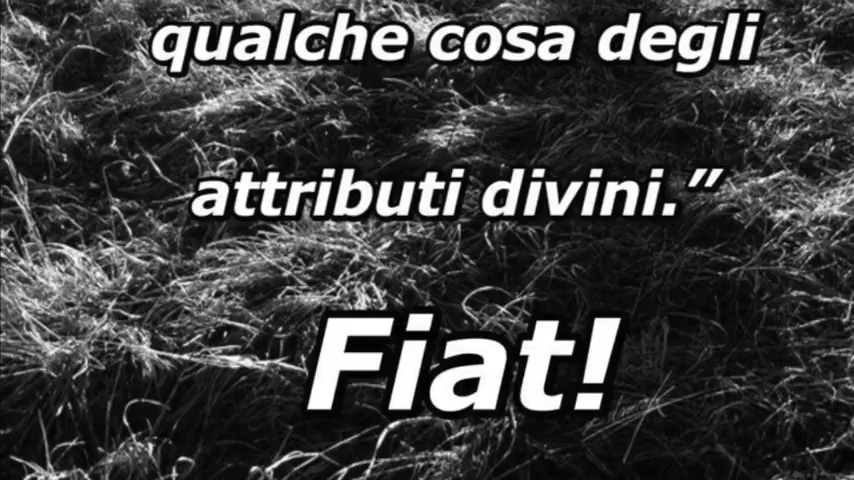 qualche cosa degli
attributi divini.”
Fiat!